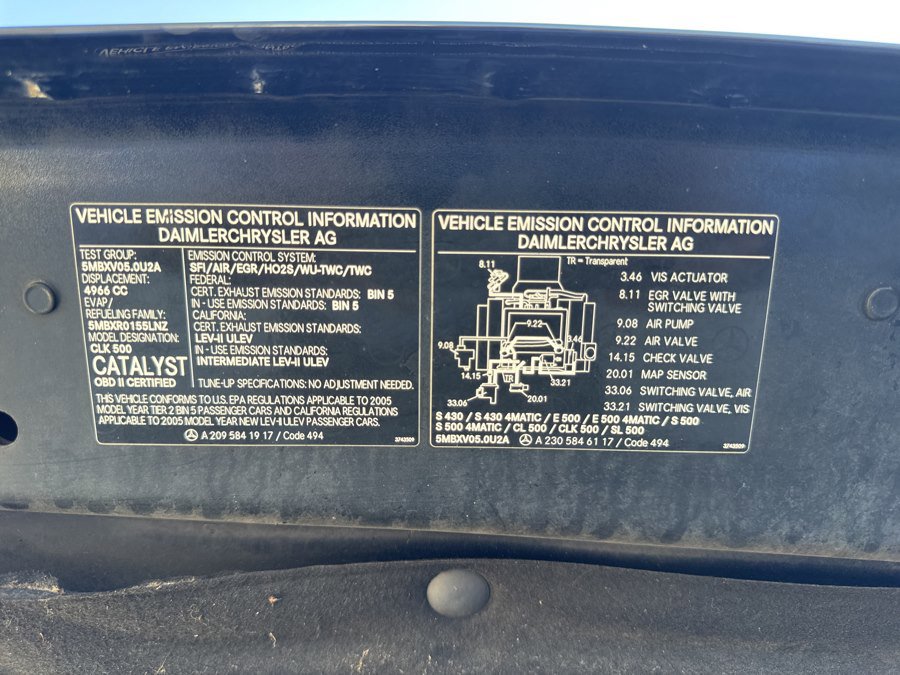 VEHICLE EMISSION CONTROL INFORMATION
DAIMLERCHRYSLER AG
TEST GROUP:
5MBXV05.0U2A
DISPLACEMENT:
4966 CC
EVAP/
REFUELING FAMILY:
5MBXR0155LNZ
MODEL DESIGNATION:
CLK 500
CATALYST
OBD II CERTIFIED
EMISSION CONTROL SYSTEM:
SFI/AIR/EGR/HO2S/WU-TWC/TWC
FEDERAL:
CERT. EXHAUST EMISSION STANDARDS: BIN 5
IN - USE EXHAUST EMISSION STANDARDS: BIN 5
CALIFORNIA:
CERT. EXHAUST EMISSION STANDARDS:
LEV-II ULEV
IN - USE EMISSION STANDARDS:
INTERMEDIATE LEV-II ULEV
TUNE-UP SPECIFICATIONS: NO ADJUSTMENT NEEDED.
THIS VEHICLE CONFORMS TO U.S. EPA REGULATIONS APPLICABLE TO 2005
MODEL YEAR TIER 2 BIN 5 PASSENGER CARS AND CALIFORNIA REGULATIONS
APPLICABLE TO 2005 MODEL YEAR NEW LEV-II ULEV PASSENGER CARS.
A 209 584 19 17 / Code 494
3743509
VEHICLE EMISSION CONTROL INFORMATION
DAIMLERCHRYSLER AG
TR = Transparent
8.11
9.22
3.46
9.08
14.15
TR
33.21
33.06
20.01
3.46 VIS ACTUATOR
8.11 EGR VALVE WITH
SWITCHING VALVE
9.08 AIR PUMP
9.22 AIR VALVE
14.15 CHECK VALVE
20.01 MAP SENSOR
33.06 SWITCHING VALVE, AIR
33.21 SWITCHING VALVE, VIS
S 430 / S 430 4MATIC / E 500 / E 500 4MATIC / S 500
S 500 4MATIC / CL 500 / CLK 500 / SL 500
5MBXV05.0U2A A 230 584 61 17 / Code 494
3743509